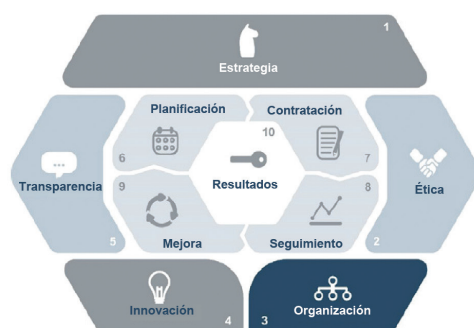 1
Estrategia
Planificación
Contratación
10
6
7
Transparencia
Resultados
Ética
9
8
Mejora
Seguimiento
5
2
Innovación
Organización
4
3